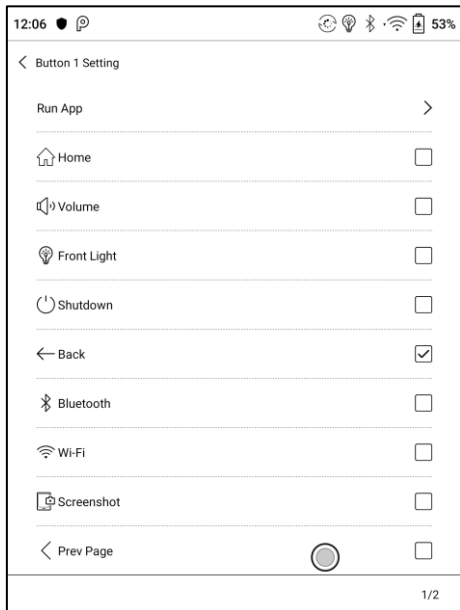 12:06 53%
Button 1 Setting
Run App
Home
Volume
Front Light
Shutdown
Back
Bluetooth
Wi-Fi
Screenshot
Prev Page
1/2